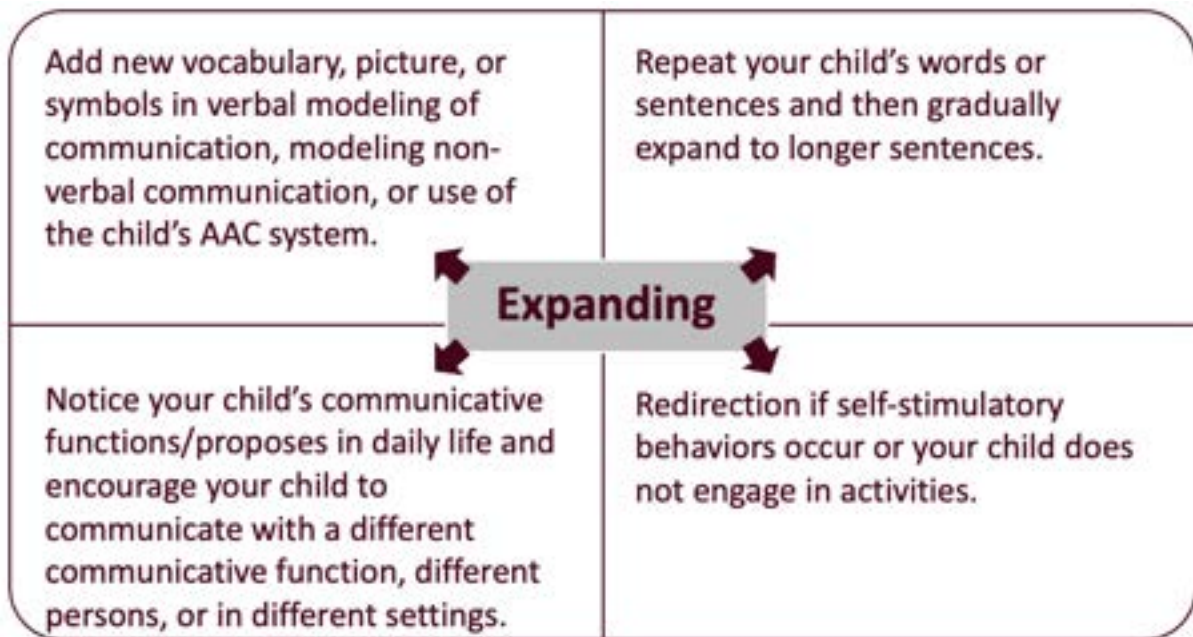 Add new vocabulary, picture, or
symbols in verbal modeling of
communication, modeling non-
verbal communication, or use of
the child's AAC system.
Repeat your child's words or
sentences and then gradually
expand to longer sentences.
Expanding
Notice your child's communicative
functions/proposes in daily life and
encourage your child to
communicate with a different
communicative function, different
persons, or in different settings.
Redirection if self-stimulatory
behaviors occur or your child does
not engage in activities.